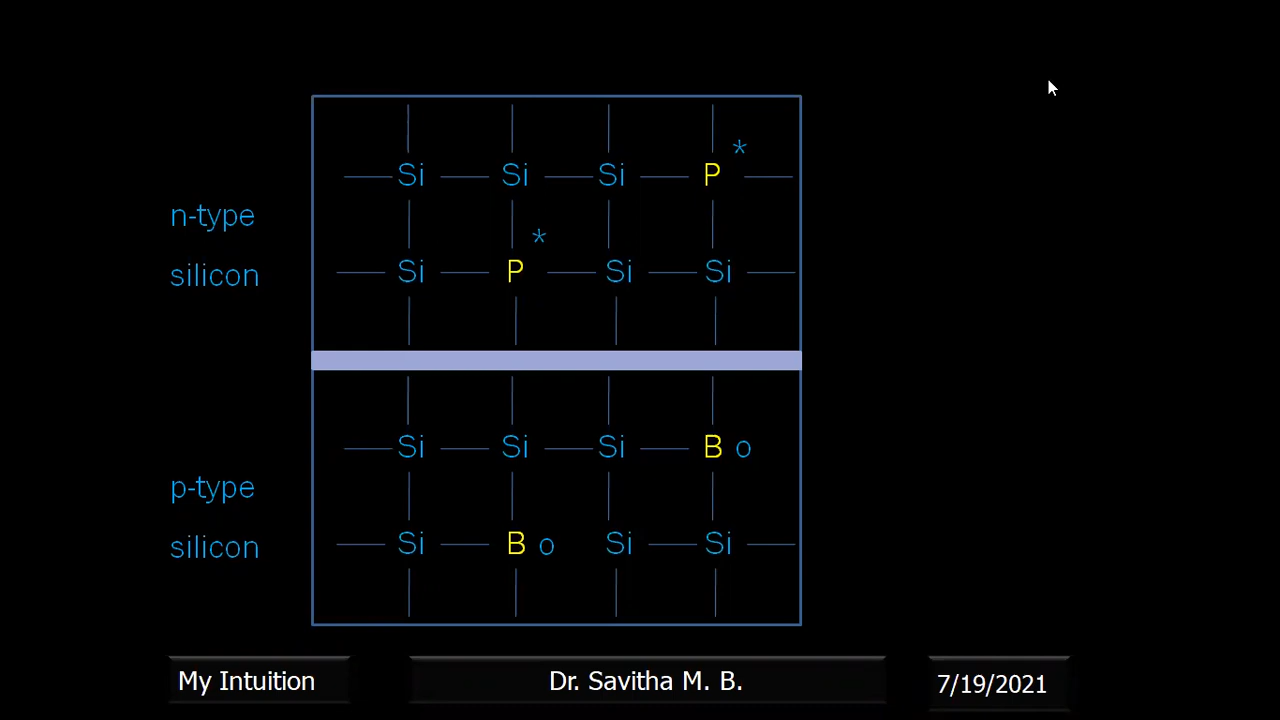 Si Si Si P *
n-type
*
silicon Si P Si Si
Si Si Si B o
p-type
silicon Si B o Si Si
My Intuition Dr. Savitha M. B. 7/19/2021